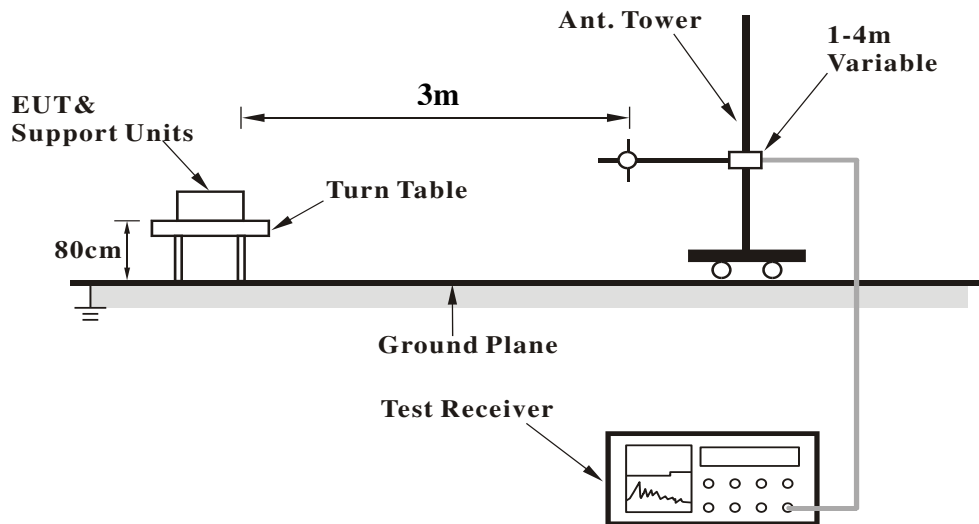 Ant. Tower
1-4m
Variable
3m
EUT&
Support Units
Turn Table
80cm
Ground Plane
Test Receiver